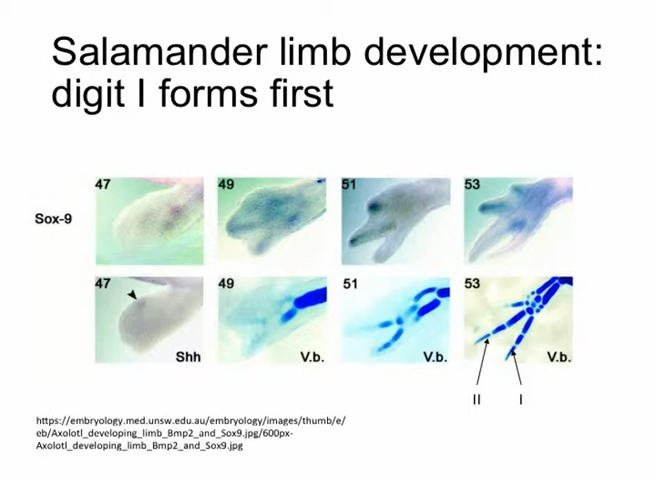 Salamander limb development:
digit I forms first
47
49
51
53
Sox-9
47
49
51
53
Shh
V.b.
V.b.
V.b.
II
I
https://embryology.med.unsw.edu.au/embryology/images/thumb/e/
eb/Axolotl_developing_limb_Bmp2_and_Sox9.jpg/600px-
Axolotl_developing_limb_Bmp2_and_Sox9.jpg